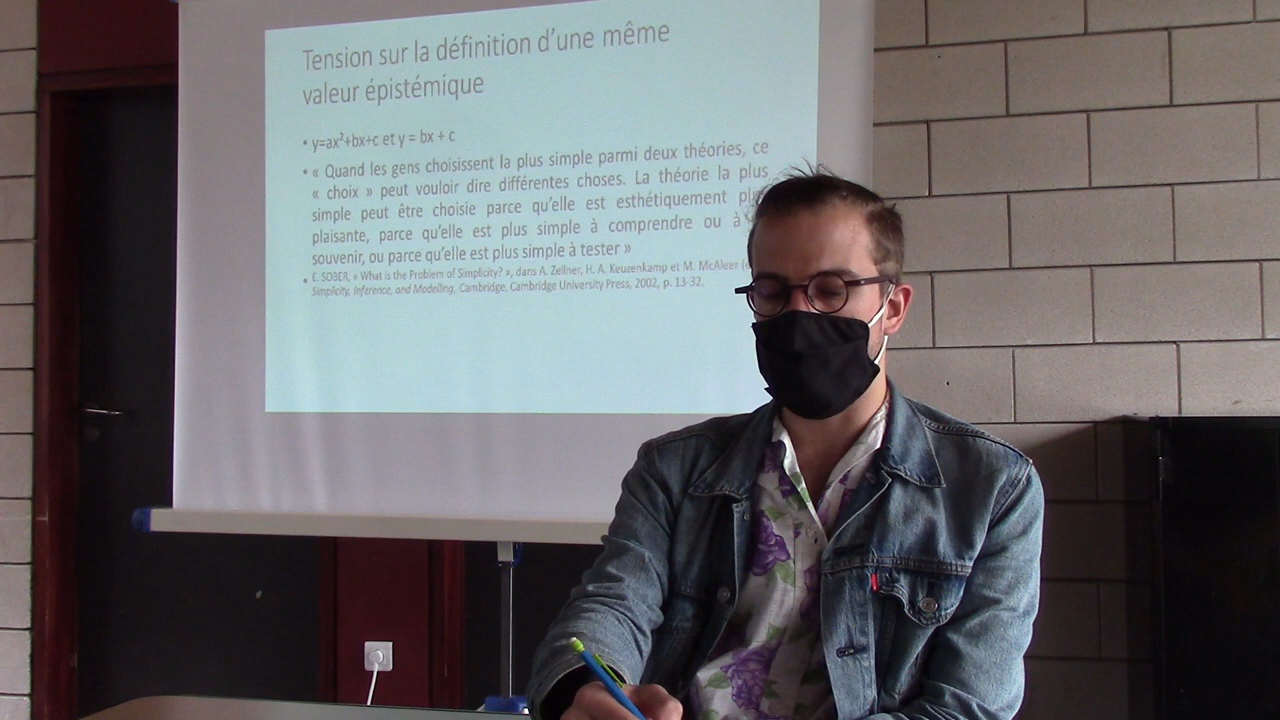 Tension sur la définition d'une même
valeur épistémique
• y=ax²+bx+c et y = bx + c
• « Quand les gens choisissent la plus simple parmi deux théories, ce
« choix » peut vouloir dire différentes choses. La théorie la plus
simple peut être choisie parce qu'elle est esthétiquement
plaisante, parce qu'elle est plus simple à comprendre ou à
souvenir, ou parce qu'elle est plus simple à tester »
• E. SOBER, « What is the Problem of Simplicity? », dans A. Zellner, H. A. Keuzenkamp et M. McAleer
Simplicity, Inference, and Modelling, Cambridge, Cambridge University Press, 2002, p. 13-32.